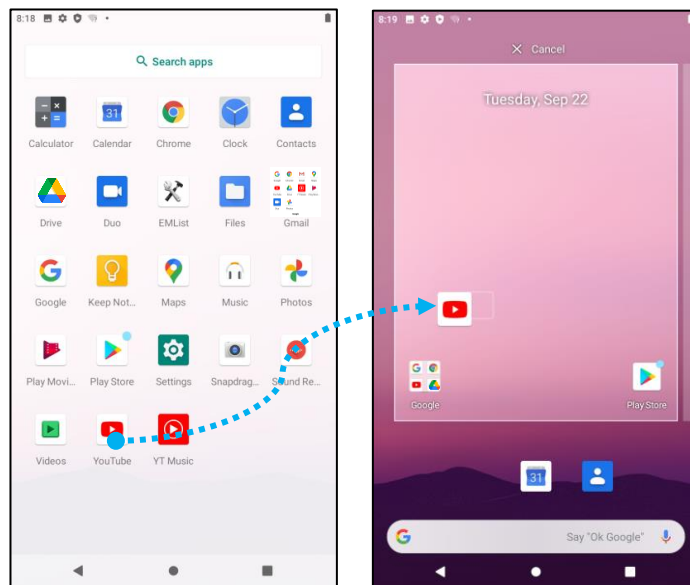 8:18
Search apps
Calculator Calendar Chrome Clock Contacts
31
Drive Duo EMList Files Gmail
Google Keep Not... Maps Music Photos
Play Movi... Play Store Settings Snapdrag... Sound Re...
Videos YouTube YT Music
8:19
Cancel
Tuesday, Sep 22
Google Play Store
31
Say "Ok Google"